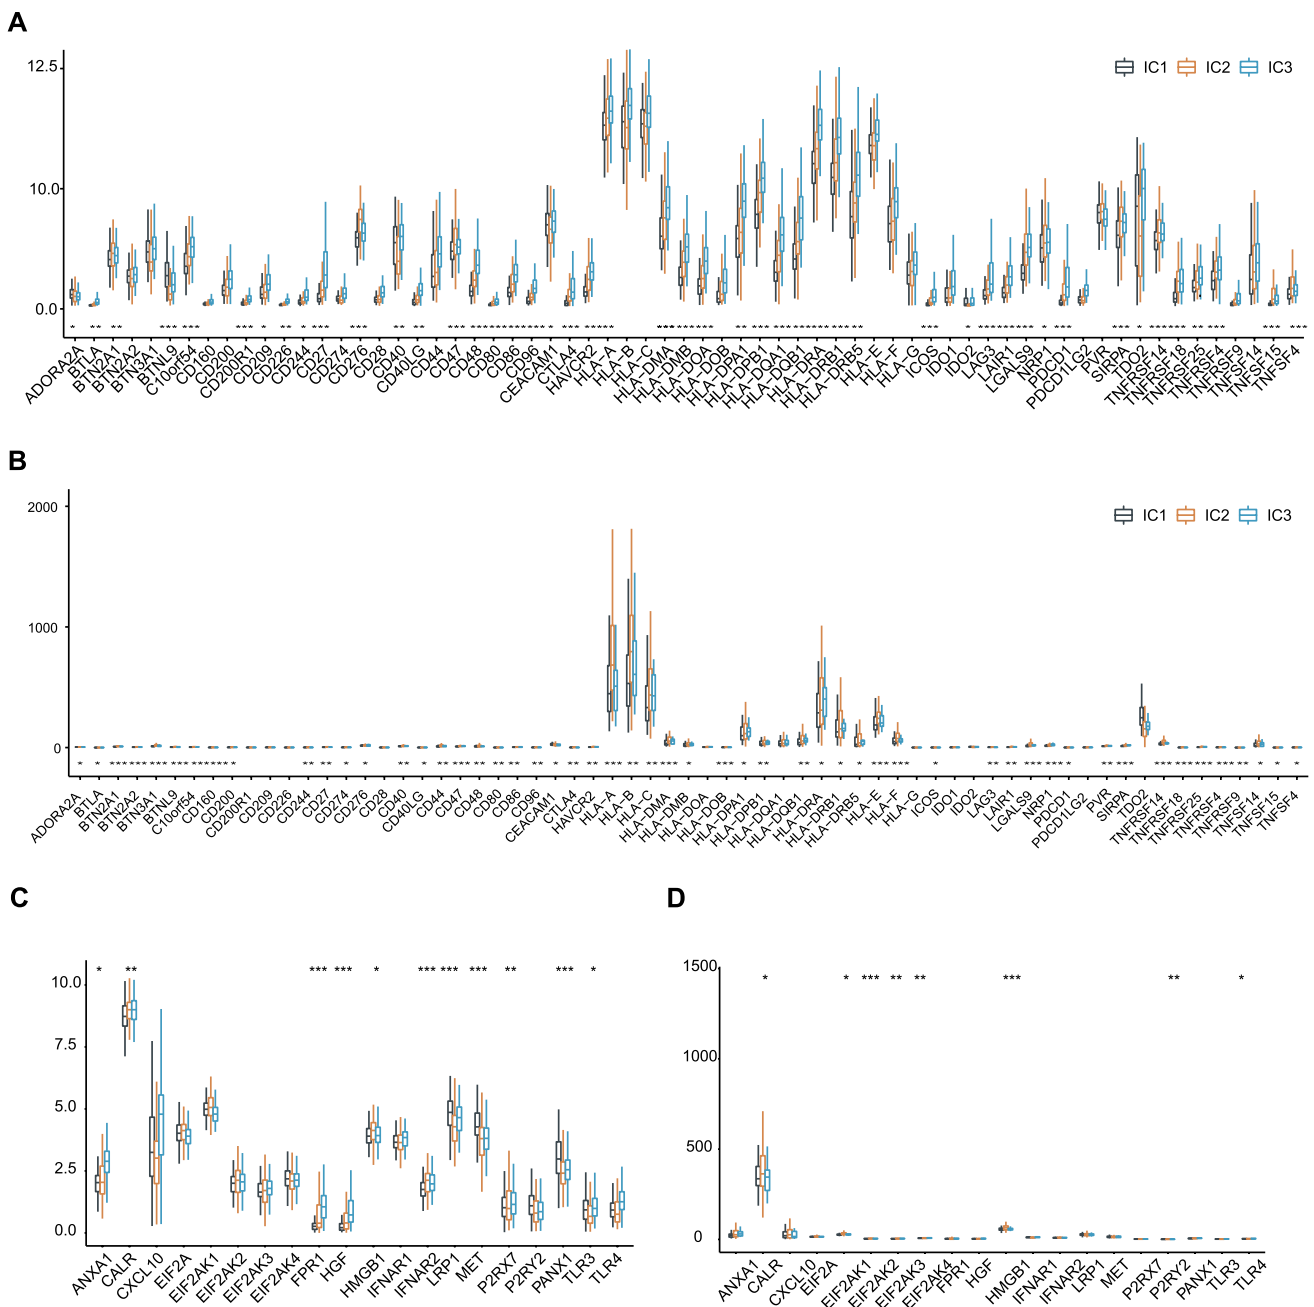 A
12.5
10.0
0.0
IC1 IC2 IC3
ADORA2A BTLA BTN2A1 BTN2A2 BTN3A1 BTNL9 C10orf54 CD160 CD200 CD200R1 CD209 CD226 CD244 CD27 CD274 CD276 CD28 CD40 CD40LG CD44 CD47 CD48 CD80 CD86 CD96 CEACAM1 CTLA4 HAVCR2 HLA-A HLA-B HLA-C HLA-DMA HLA-DMB HLA-DOA HLA-DOB HLA-DPA1 HLA-DPB1 HLA-DQA1 HLA-DQB1 HLA-DRA HLA-DRB1 HLA-DRB5 HLA-E HLA-F HLA-G ICOS IDO1 IDO2 LAG3 LAIR1 LGALS9 NRP1 PDCD1 PDCD1LG2 PVR SIRPA TDO2 TNFRSF14 TNFRSF18 TNFRSF25 TNFRSF4 TNFRSF9 TNFSF14 TNFSF15 TNFSF4
B
2000
1000
0
IC1 IC2 IC3
ADORA2A BTLA BTN2A1 BTN2A2 BTN3A1 BTNL9 C10orf54 CD160 CD200 CD200R1 CD209 CD226 CD244 CD27 CD274 CD276 CD28 CD40 CD40LG CD44 CD47 CD48 CD80 CD86 CD96 CEACAM1 CTLA4 HAVCR2 HLA-A HLA-B HLA-C HLA-DMA HLA-DMB HLA-DOA HLA-DOB HLA-DPA1 HLA-DPB1 HLA-DQA1 HLA-DQB1 HLA-DRA HLA-DRB1 HLA-DRB5 HLA-E HLA-F HLA-G ICOS IDO1 IDO2 LAG3 LAIR1 LGALS9 NRP1 PDCD1 PDCD1LG2 PVR SIRPA TDO2 TNFRSF14 TNFRSF18 TNFRSF25 TNFRSF4 TNFRSF9 TNFSF14 TNFSF15 TNFSF4
C
* ** *** *** * *** *** *** ** *** *
10.0
7.5
5.0
2.5
0.0
ANXA1 CALR CXCL10 EIF2A EIF2AK1 EIF2AK2 EIF2AK3 EIF2AK4 FPR1 HGF HMGB1 IFNAR1 IFNAR2 LRP1 MET P2RX7 P2RY2 PANX1 TLR3 TLR4
D
1500
* * *** ** ** *** ** *
1000
500
0
ANXA1 CALR CXCL10 EIF2A EIF2AK1 EIF2AK2 EIF2AK3 EIF2AK4 FPR1 HGF HMGB1 IFNAR1 IFNAR2 LRP1 MET P2RX7 P2RY2 PANX1 TLR3 TLR4